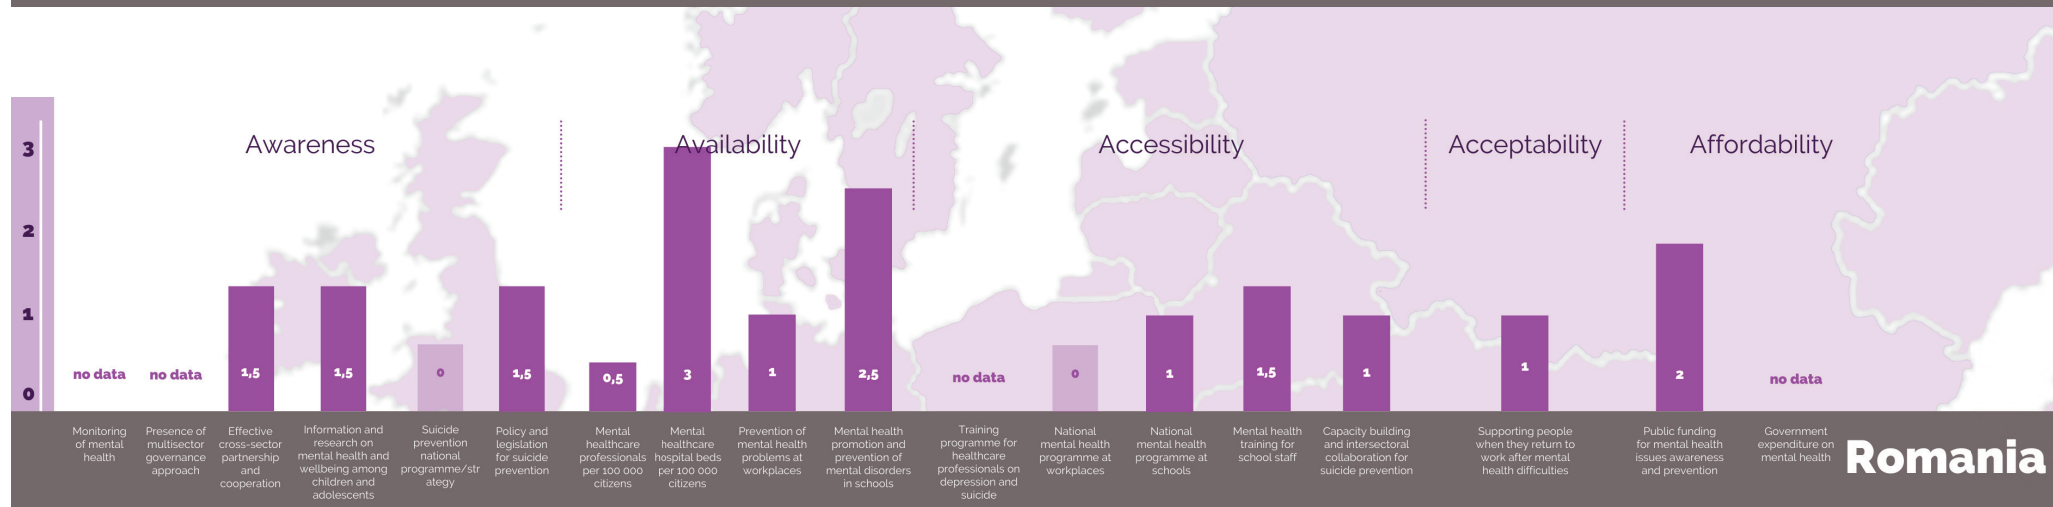 Awareness
Availability
Accessibility
Acceptability
Affordability
3
2
1
0
no data
no data
1,5
1,5
0
1,5
0,5
3
1
2,5
no data
0
1
1,5
1
1
2
no data
Monitoring
of mental
health
Presence of
multisector
governance
approach
Effective
cross-sector
partnership
and
cooperation
Information and
research on
mental health and
wellbeing among
children and
adolescents
Suicide
prevention
national
programme/str
ategy
Policy and
legislation
for suicide
prevention
Mental
healthcare
professionals
per 100 000
citizens
Mental
healthcare
hospital beds
per 100 000
citizens
Prevention of
mental health
problems at
workplaces
Mental health
promotion and
prevention of
mental disorders
in schools
Training
programme for
healthcare
professionals on
depression and
suicide
National
mental health
programme at
workplaces
National
mental health
programme at
schools
Mental health
training for
school staff
Capacity building
and intersectoral
collaboration for
suicide prevention
Supporting people
when they return to
work after mental
health difficulties
Public funding
for mental health
issues awareness
and prevention
Government
expenditure on
mental health
Romania